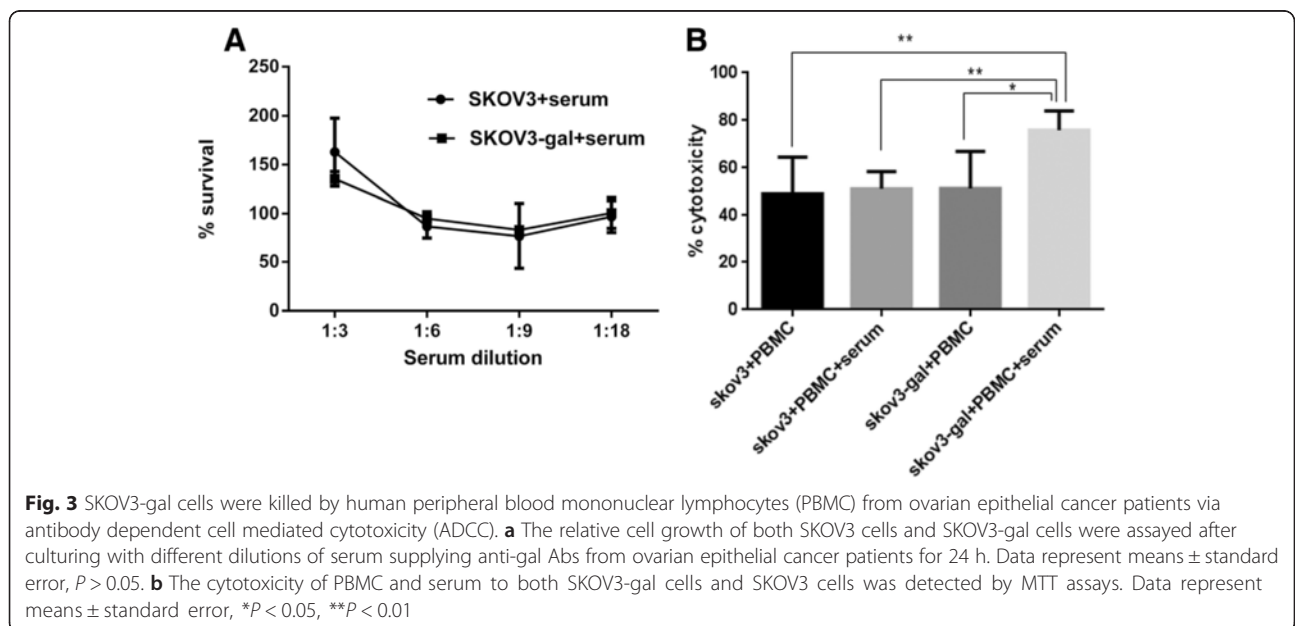 A
B
250
200
150
100
50
0
% survival
SKOV3+serum
SKOV3-gal+serum
1:3 1:6 1:9 1:18
Serum dilution
**
**
*
100
80
60
40
20
0
% cytotoxicity
skov3+PBMC
skov3+PBMC+serum
skov3-gal+PBMC
skov3-gal+PBMC+serum
Fig. 3 SKOV3-gal cells were killed by human peripheral blood mononuclear lymphocytes (PBMC) from ovarian epithelial cancer patients via
antibody dependent cell mediated cytotoxicity (ADCC). a The relative cell growth of both SKOV3 cells and SKOV3-gal cells were assayed after
culturing with different dilutions of serum supplying anti-gal Abs from ovarian epithelial cancer patients for 24 h. Data represent means ± standard
error, P > 0.05. b The cytotoxicity of PBMC and serum to both SKOV3-gal cells and SKOV3 cells was detected by MTT assays. Data represent
means ± standard error, *P < 0.05, **P < 0.01